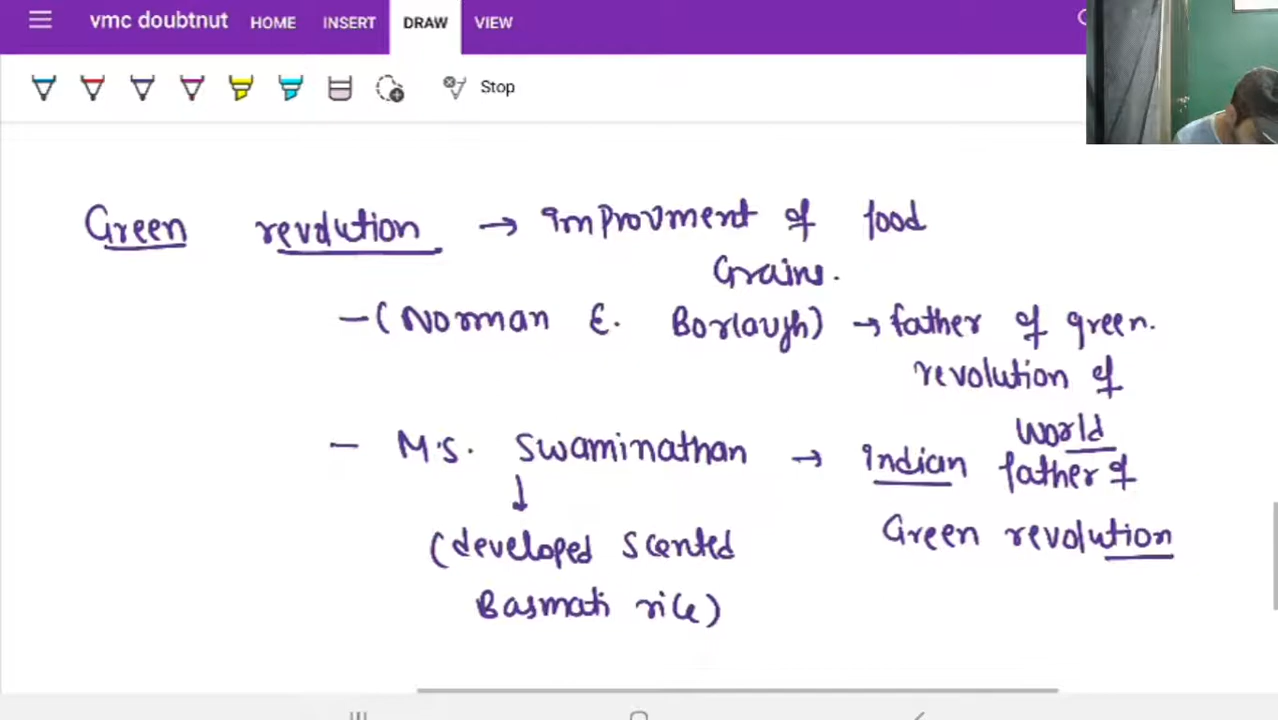 vmc doubtnut HOME INSERT DRAW VIEW
Stop
Green revolution → improvment of food
Grains.
- (Norman E. Borlaugh) → father of green.
revolution of
World
- M.S. Swaminathan → Indian father of
Green revolution
(developed Scented
Basmati rice)